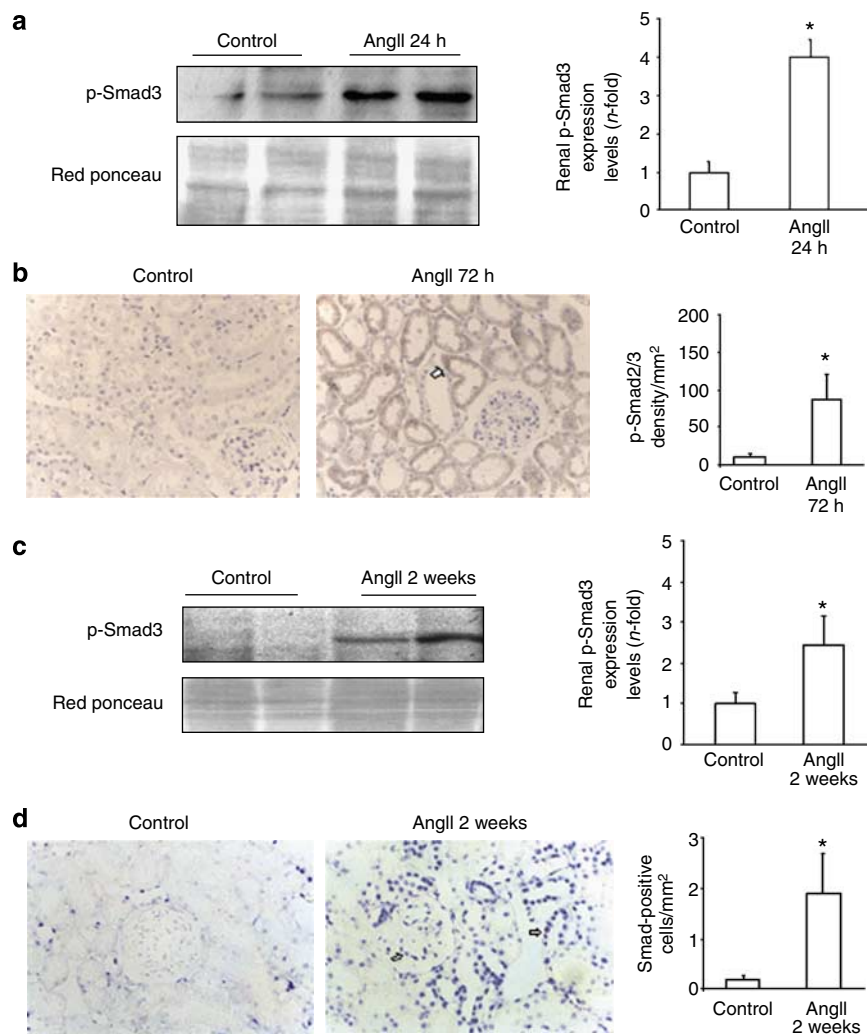 a
Control AngII 24 h
p-Smad3
Red ponceau
Renal p-Smad3
expression
levels (n-fold)
5
4
3
2
1
0
*
Control AngII
24 h
b
Control AngII 72 h
p-Smad2/3
density/mm²
200
150
100
50
0
*
Control AngII
72 h
c
Control AngII 2 weeks
p-Smad3
Red ponceau
Renal p-Smad3
expression
levels (n-fold)
5
4
3
2
1
0
*
Control AngII
2 weeks
d
Control AngII 2 weeks
Smad-positive
cells/mm²
3
2
1
0
*
Control AngII
2 weeks